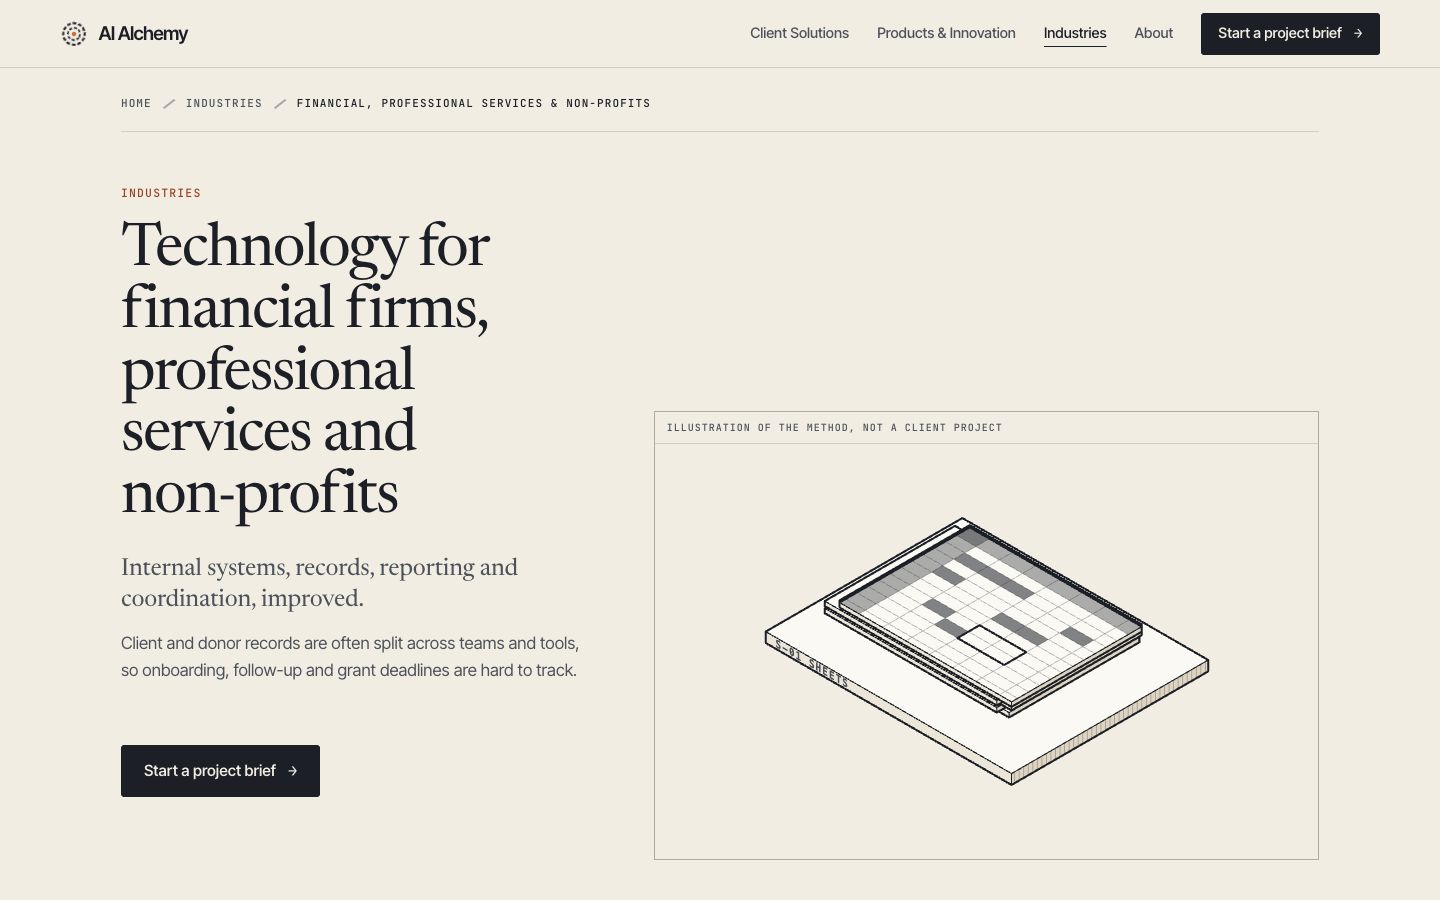 AI Alchemy
Client Solutions
Products & Innovation
Industries
About
Start a project brief →
HOME / INDUSTRIES / FINANCIAL, PROFESSIONAL SERVICES & NON-PROFITS
INDUSTRIES
Technology for
financial firms,
professional
services and
non-profits
Internal systems, records, reporting and
coordination, improved.
Client and donor records are often split across teams and tools,
so onboarding, follow-up and grant deadlines are hard to track.
Start a project brief →
ILLUSTRATION OF THE METHOD, NOT A CLIENT PROJECT
S-01 SHEETS